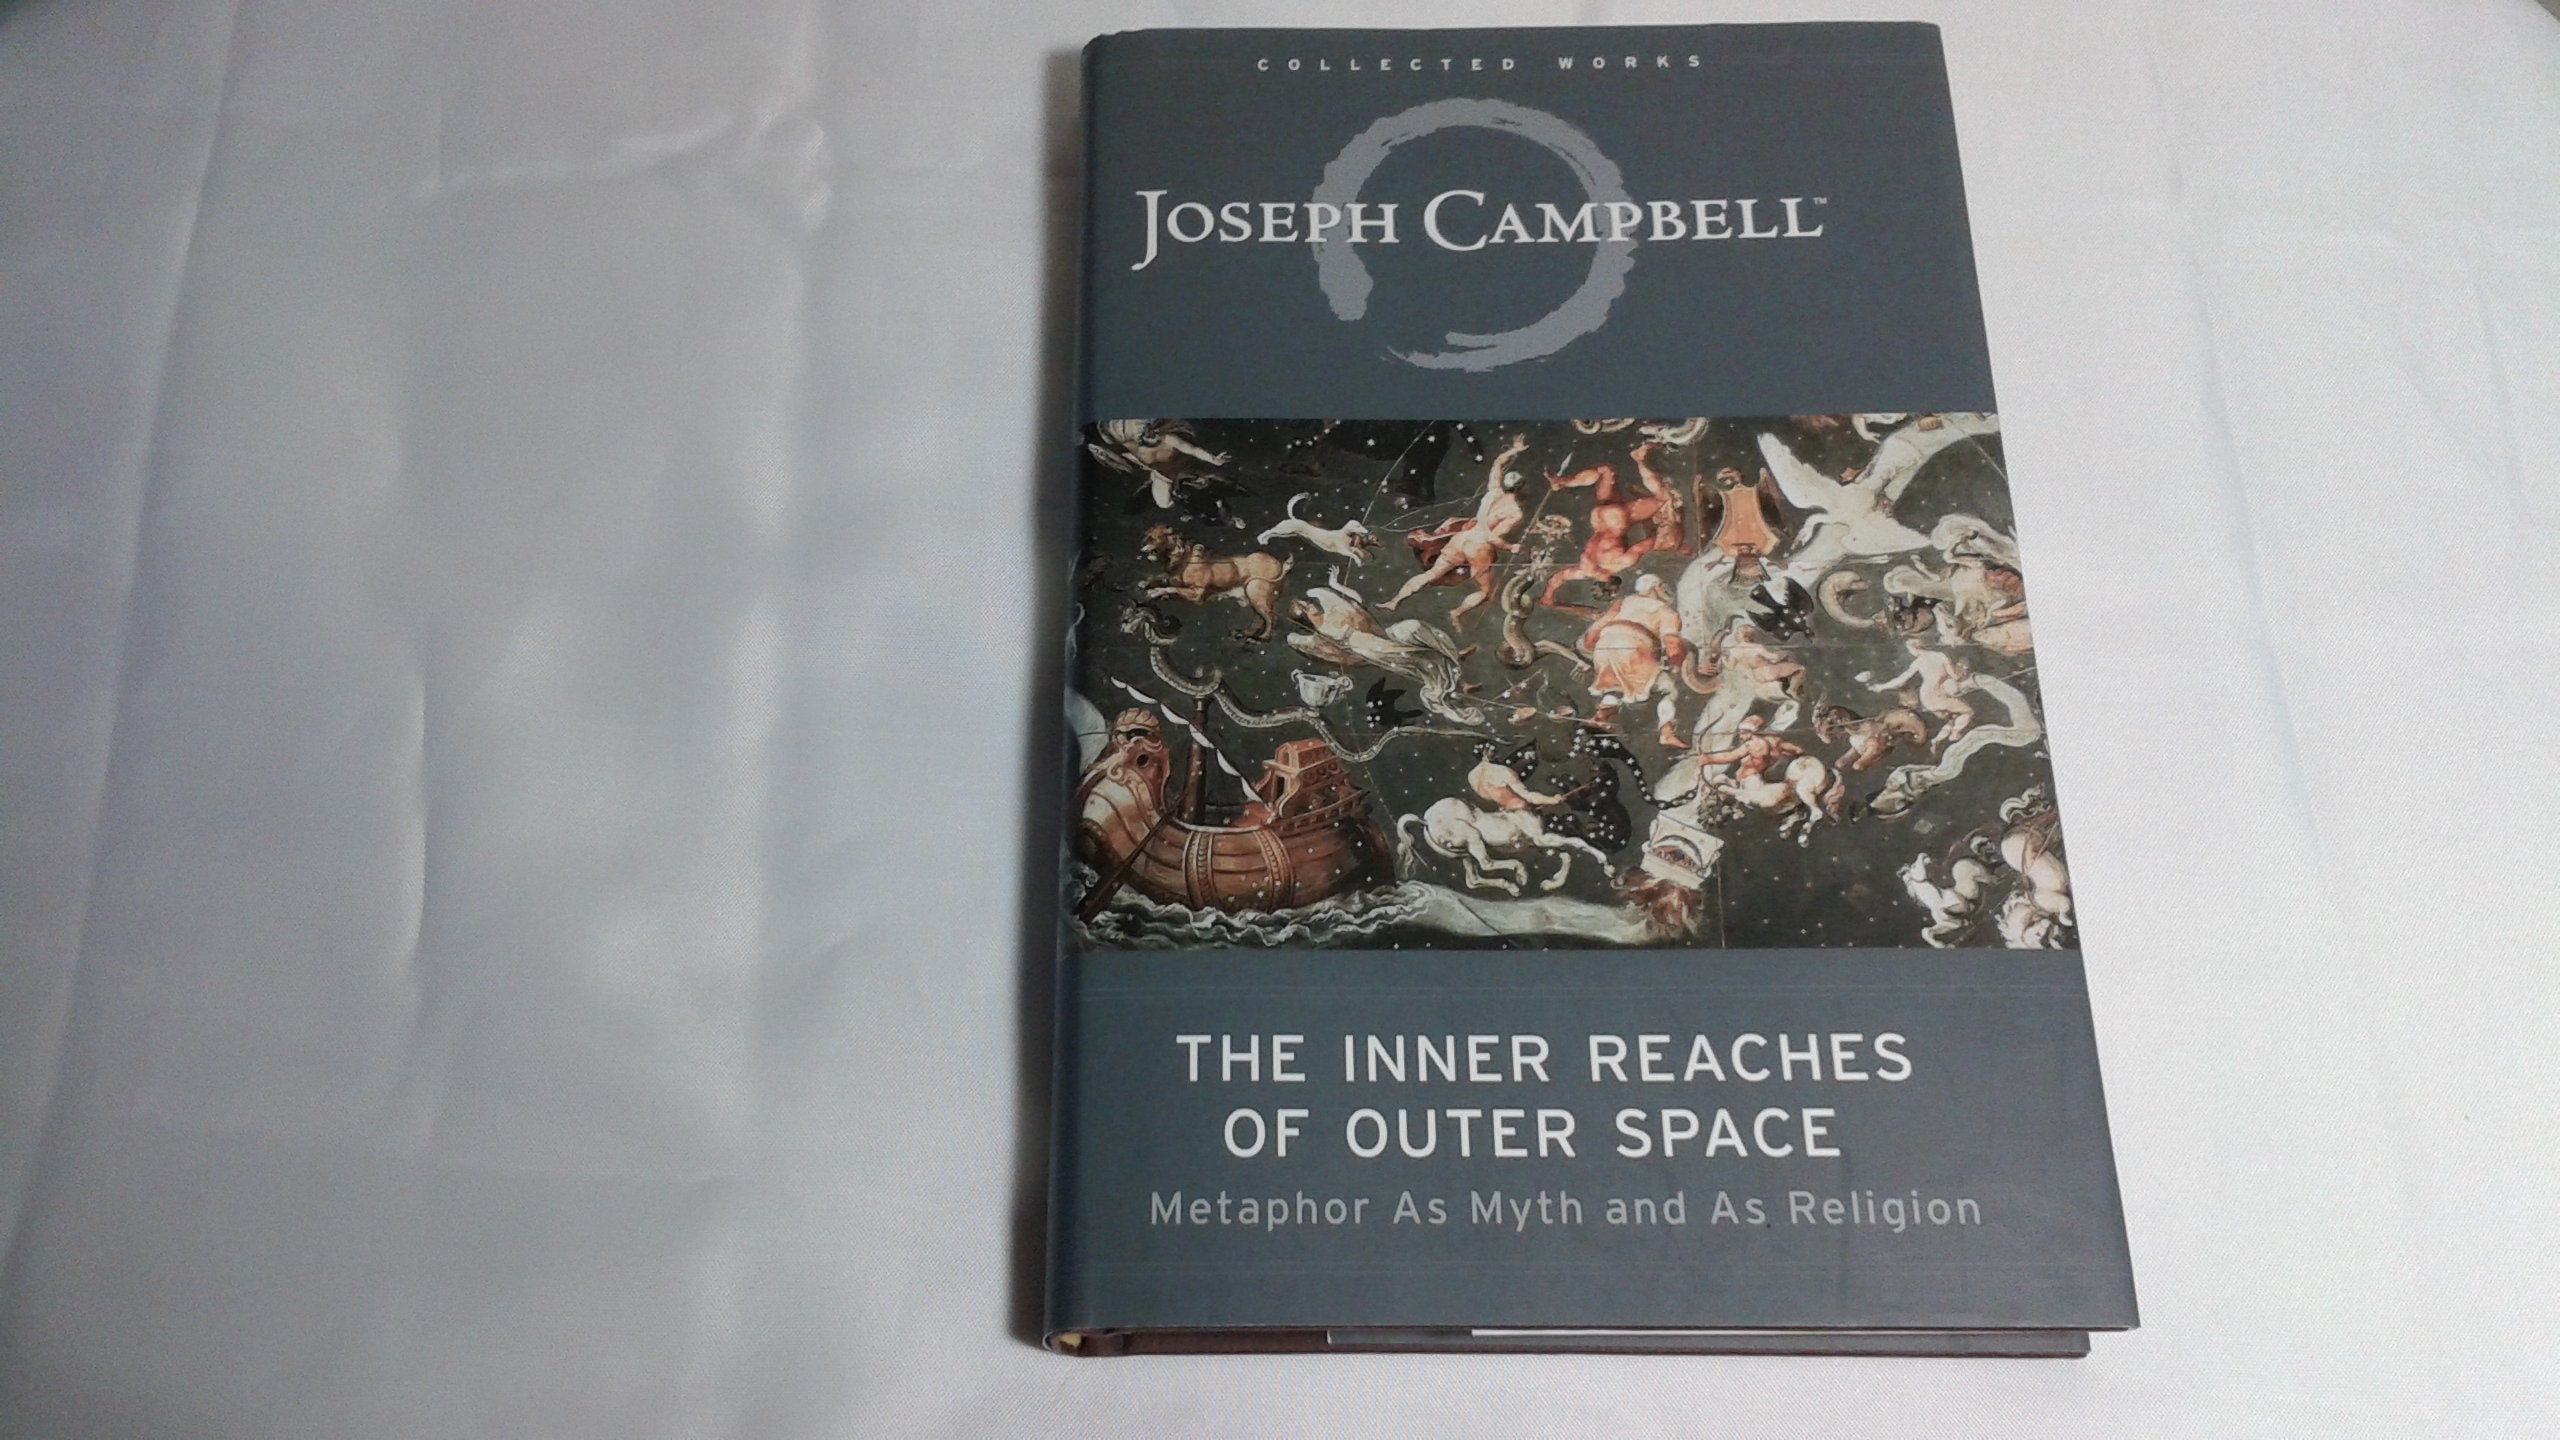 COLLECTED WORKS
JOSEPH CAMPBELL™
THE INNER REACHES
OF OUTER SPACE
Metaphor As Myth and As Religion